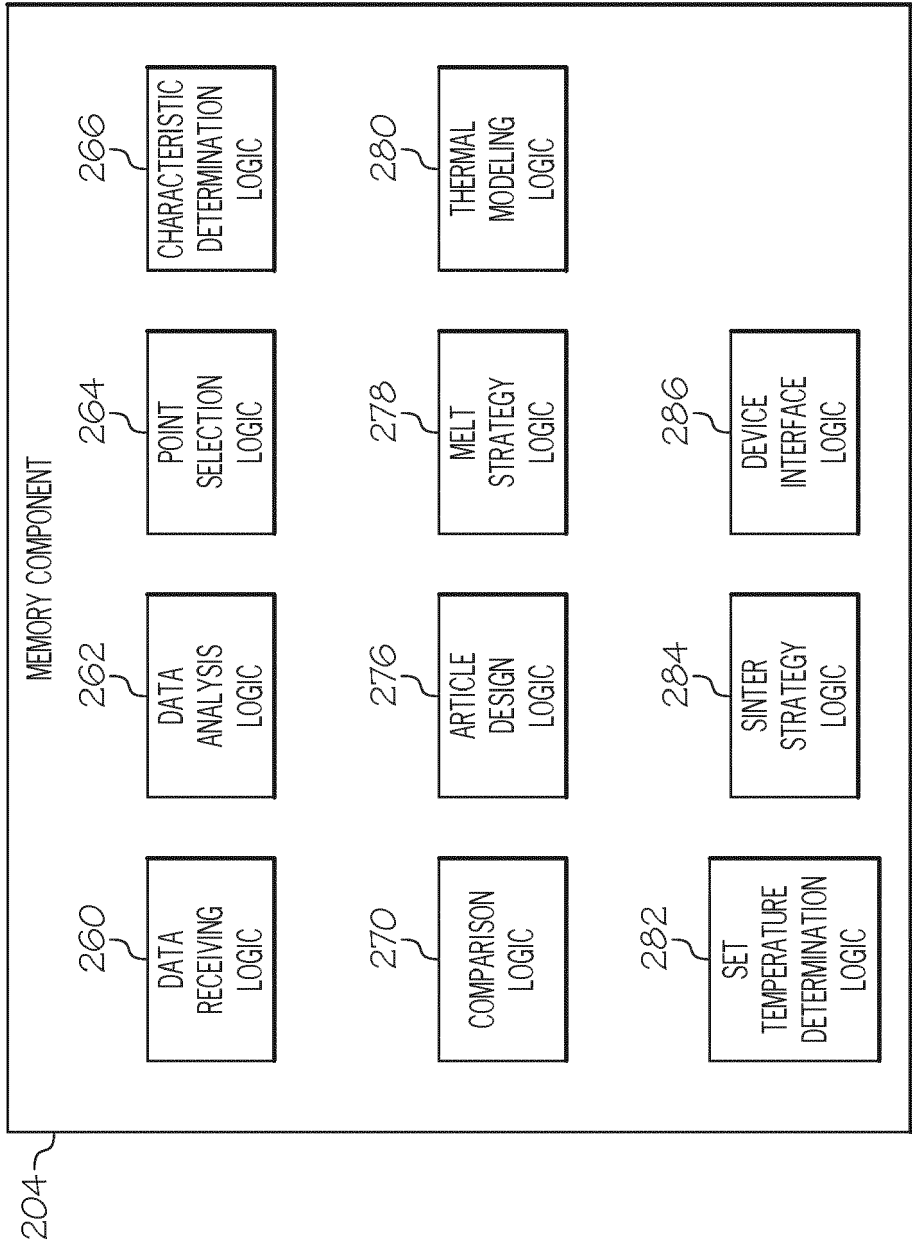 204
MEMORY COMPONENT
260
DATA
RECEIVING
LOGIC
262
DATA
ANALYSIS
LOGIC
264
POINT
SELECTION
LOGIC
266
CHARACTERISTIC
DETERMINATION
LOGIC
270
COMPARISON
LOGIC
276
ARTICLE
DESIGN
LOGIC
278
MELT
STRATEGY
LOGIC
280
THERMAL
MODELING
LOGIC
282
SET
TEMPERATURE
DETERMINATION
LOGIC
284
SINTER
STRATEGY
LOGIC
286
DEVICE
INTERFACE
LOGIC